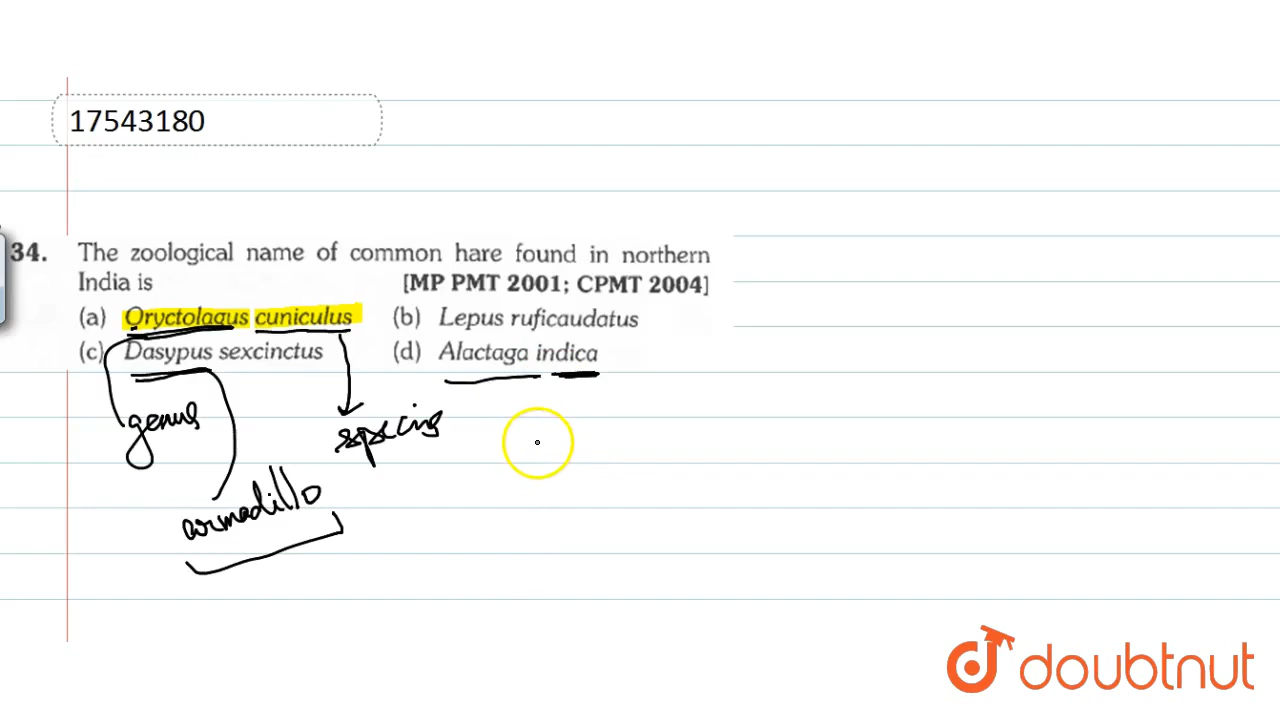 17543180
34. The zoological name of common hare found in northern
India is [MP PMT 2001; CPMT 2004]
(a) Oryctolagus cuniculus (b) Lepus ruficaudatus
(c) Dasypus sexcinctus (d) Alactaga indica
genus
species
armadillo
doubtnut